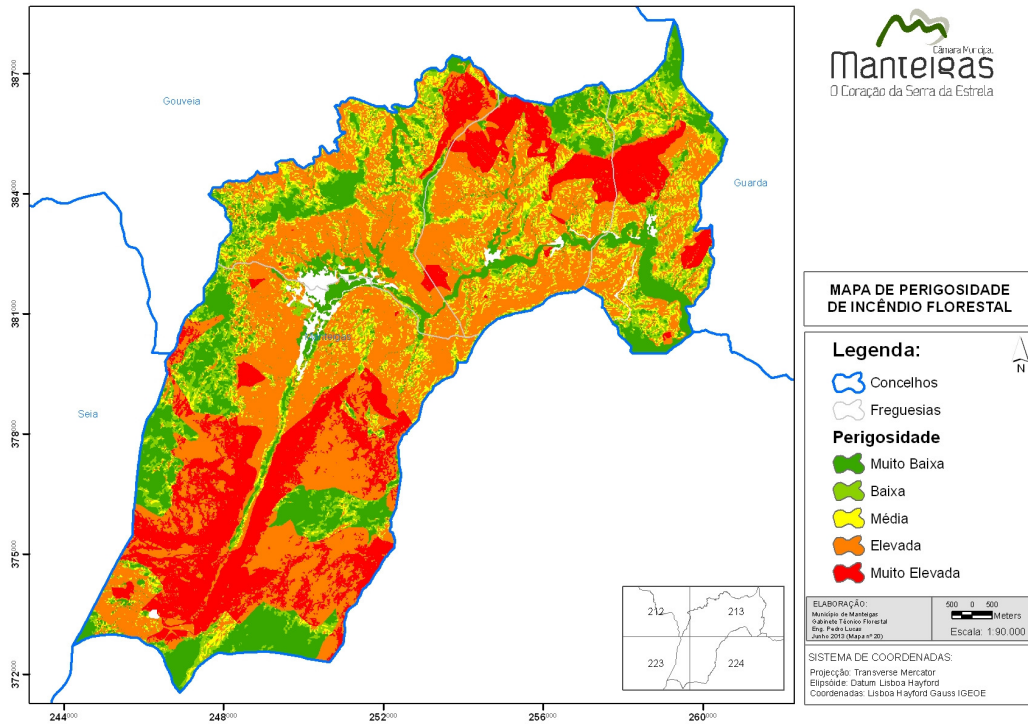 387000
384000
381000
378000
375000
372000
244000
248000
252000
256000
260000
Gouveia
Guarda
Seia
212
213
223
224
Câmara Municipal
Manteigas
O Coração da Serra da Estrela
MAPA DE PERIGOSIDADE
DE INCÊNDIO FLORESTAL
Legenda:
N
Concelhos
Freguesias
Perigosidade
Muito Baixa
Baixa
Média
Elevada
Muito Elevada
ELABORAÇÃO:
Município de Manteigas
Gabinete Técnico Florestal
Eng. Pedro Lucas
Junho 2013 (Mapa nº 20)
500 0 500
Meters
Escala: 1:90.000
SISTEMA DE COORDENADAS:
Projecção: Transverse Mercator
Elipsóide: Datum Lisboa Hayford
Coordenadas: Lisboa Hayford Gauss IGEOE